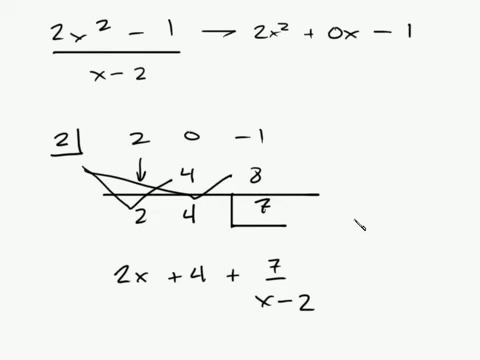 2x² - 1 → 2x² + 0x - 1
x - 2
2 2 0 -1
4 8
2 4 7
2x + 4 + 7
x - 2